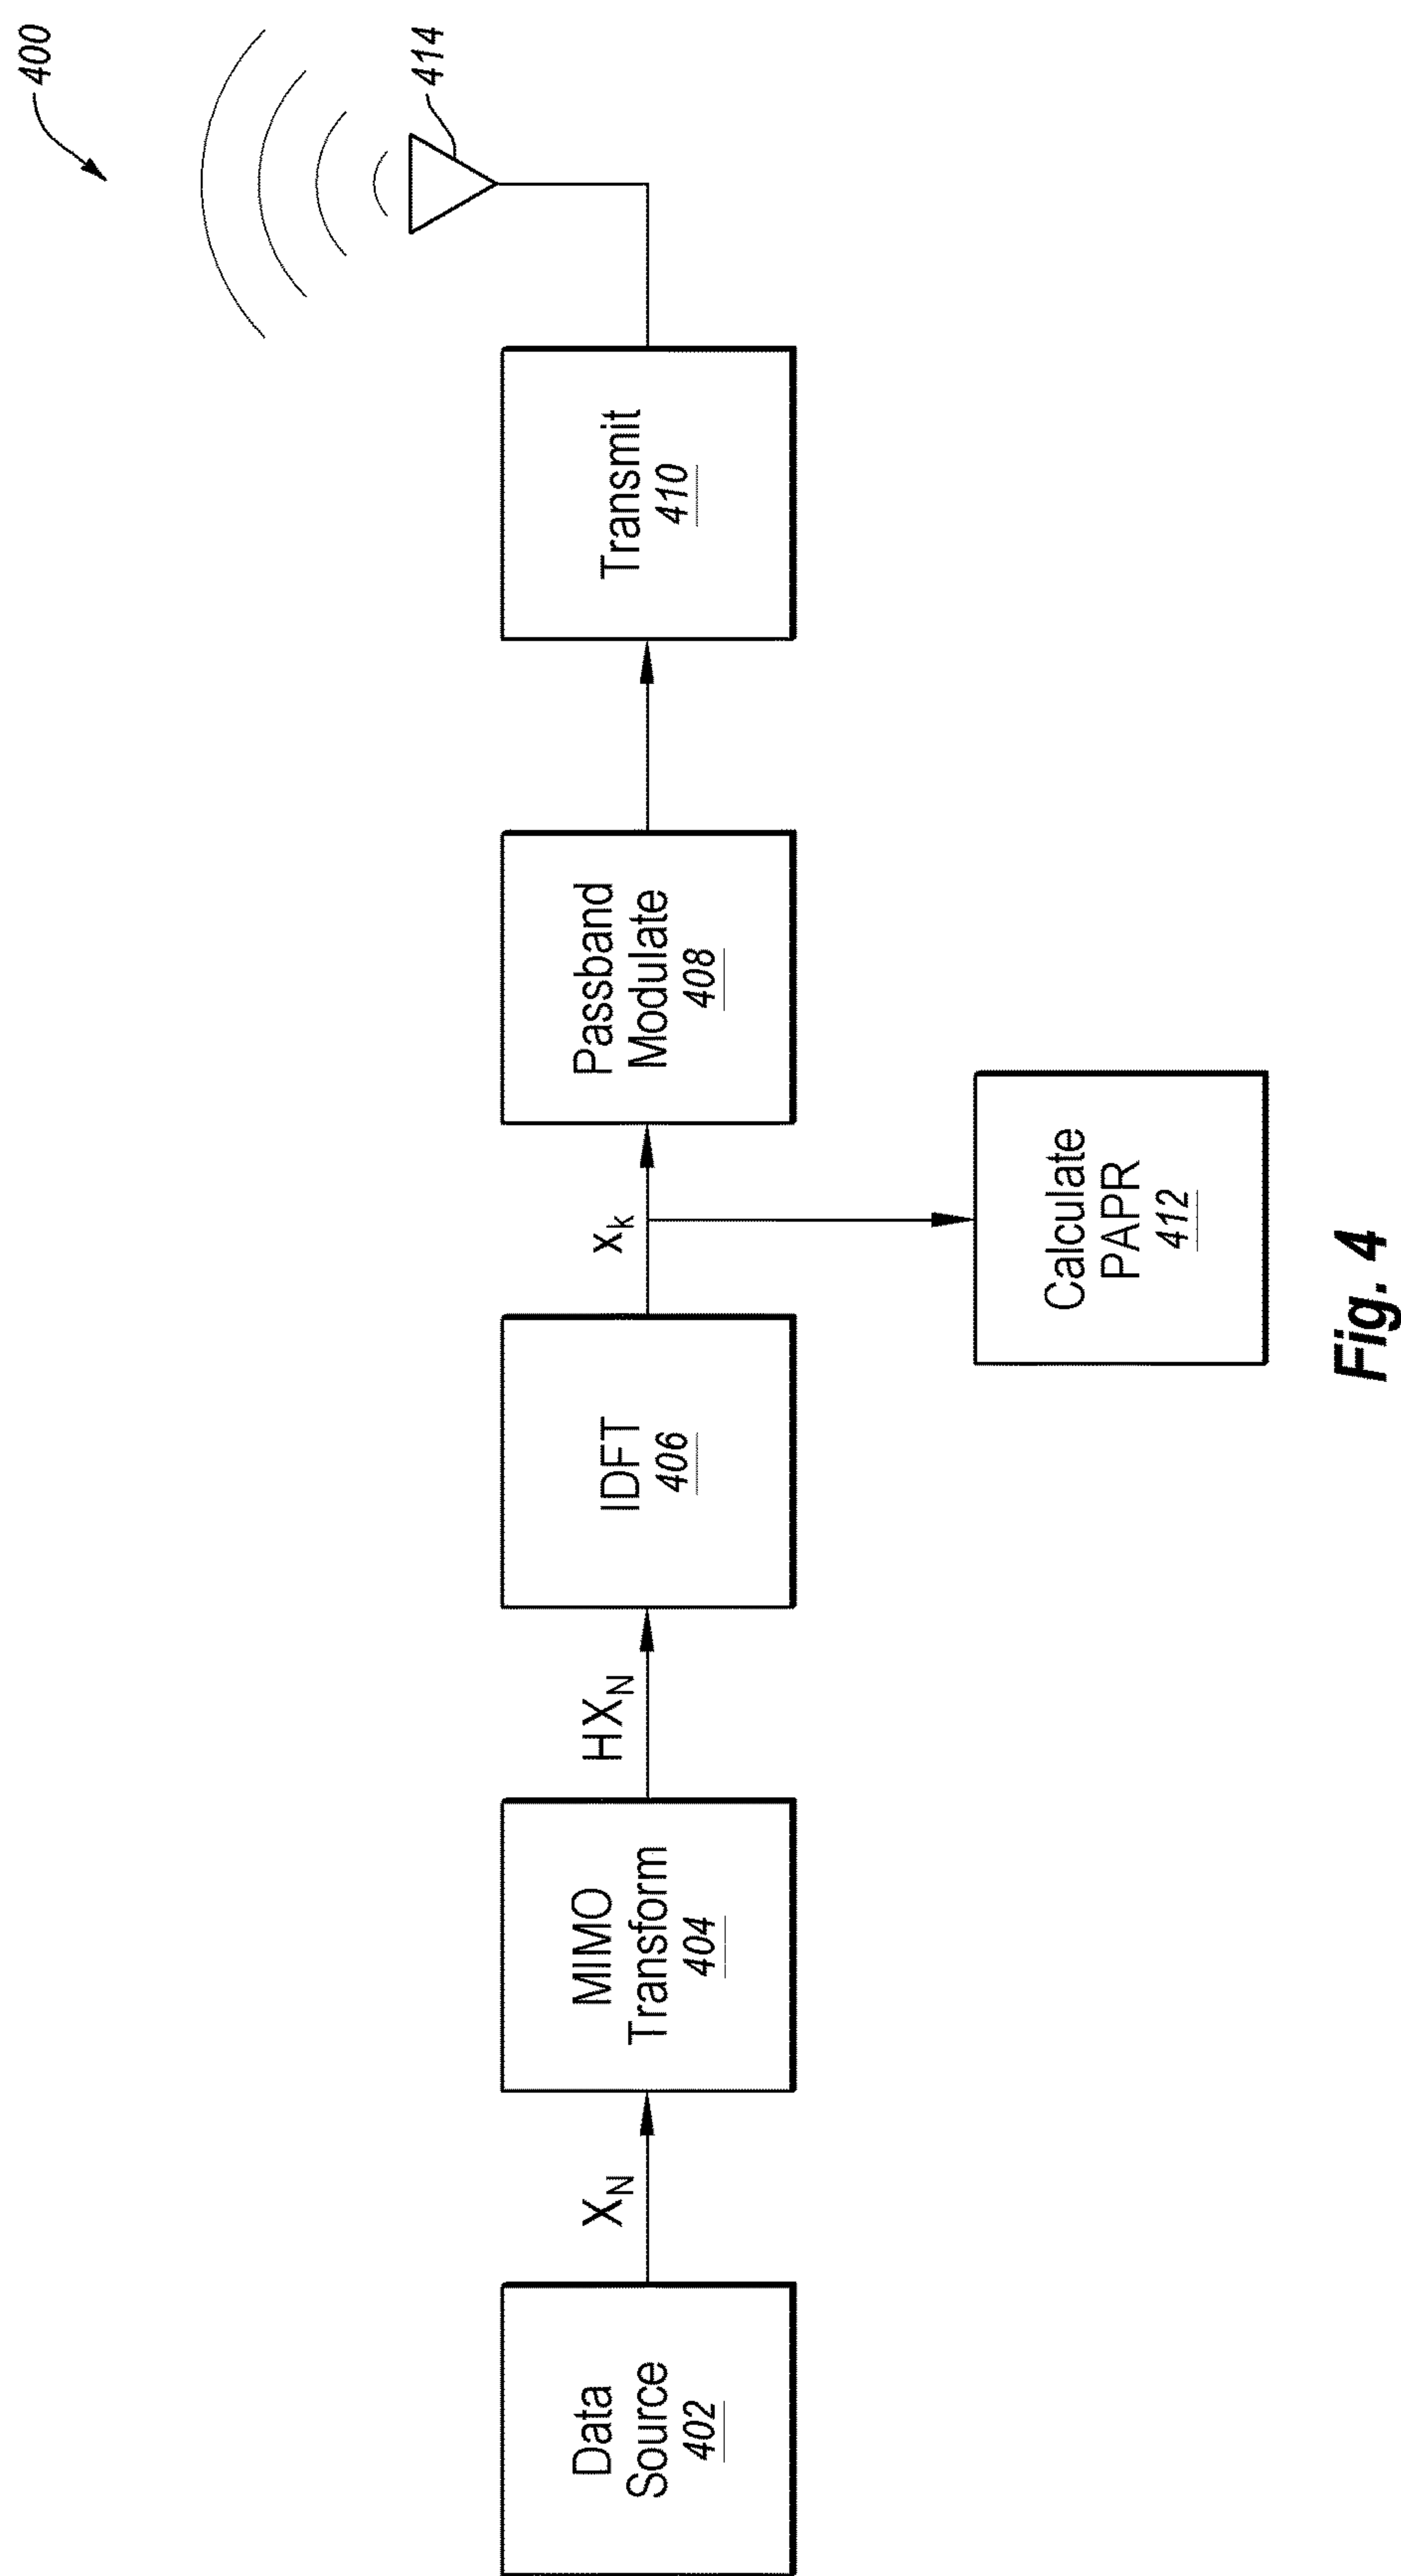 400
414
Data
Source
402
X_N
MIMO
Transform
404
HX_N
IDFT
406
x_k
Passband
Modulate
408
Transmit
410
Calculate
PAPR
412
Fig. 4